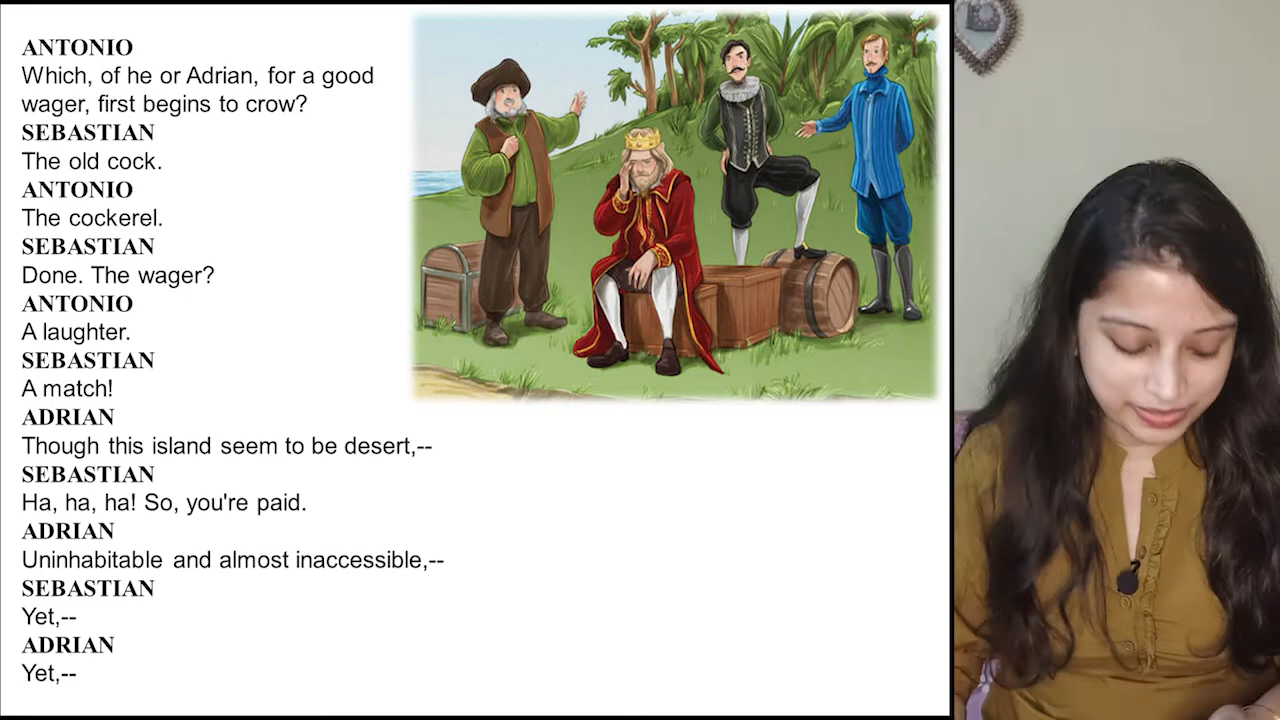 ANTONIO
Which, of he or Adrian, for a good
wager, first begins to crow?
SEBASTIAN
The old cock.
ANTONIO
The cockerel.
SEBASTIAN
Done. The wager?
ANTONIO
A laughter.
SEBASTIAN
A match!
ADRIAN
Though this island seem to be desert,--
SEBASTIAN
Ha, ha, ha! So, you're paid.
ADRIAN
Uninhabitable and almost inaccessible,--
SEBASTIAN
Yet,--
ADRIAN
Yet,--